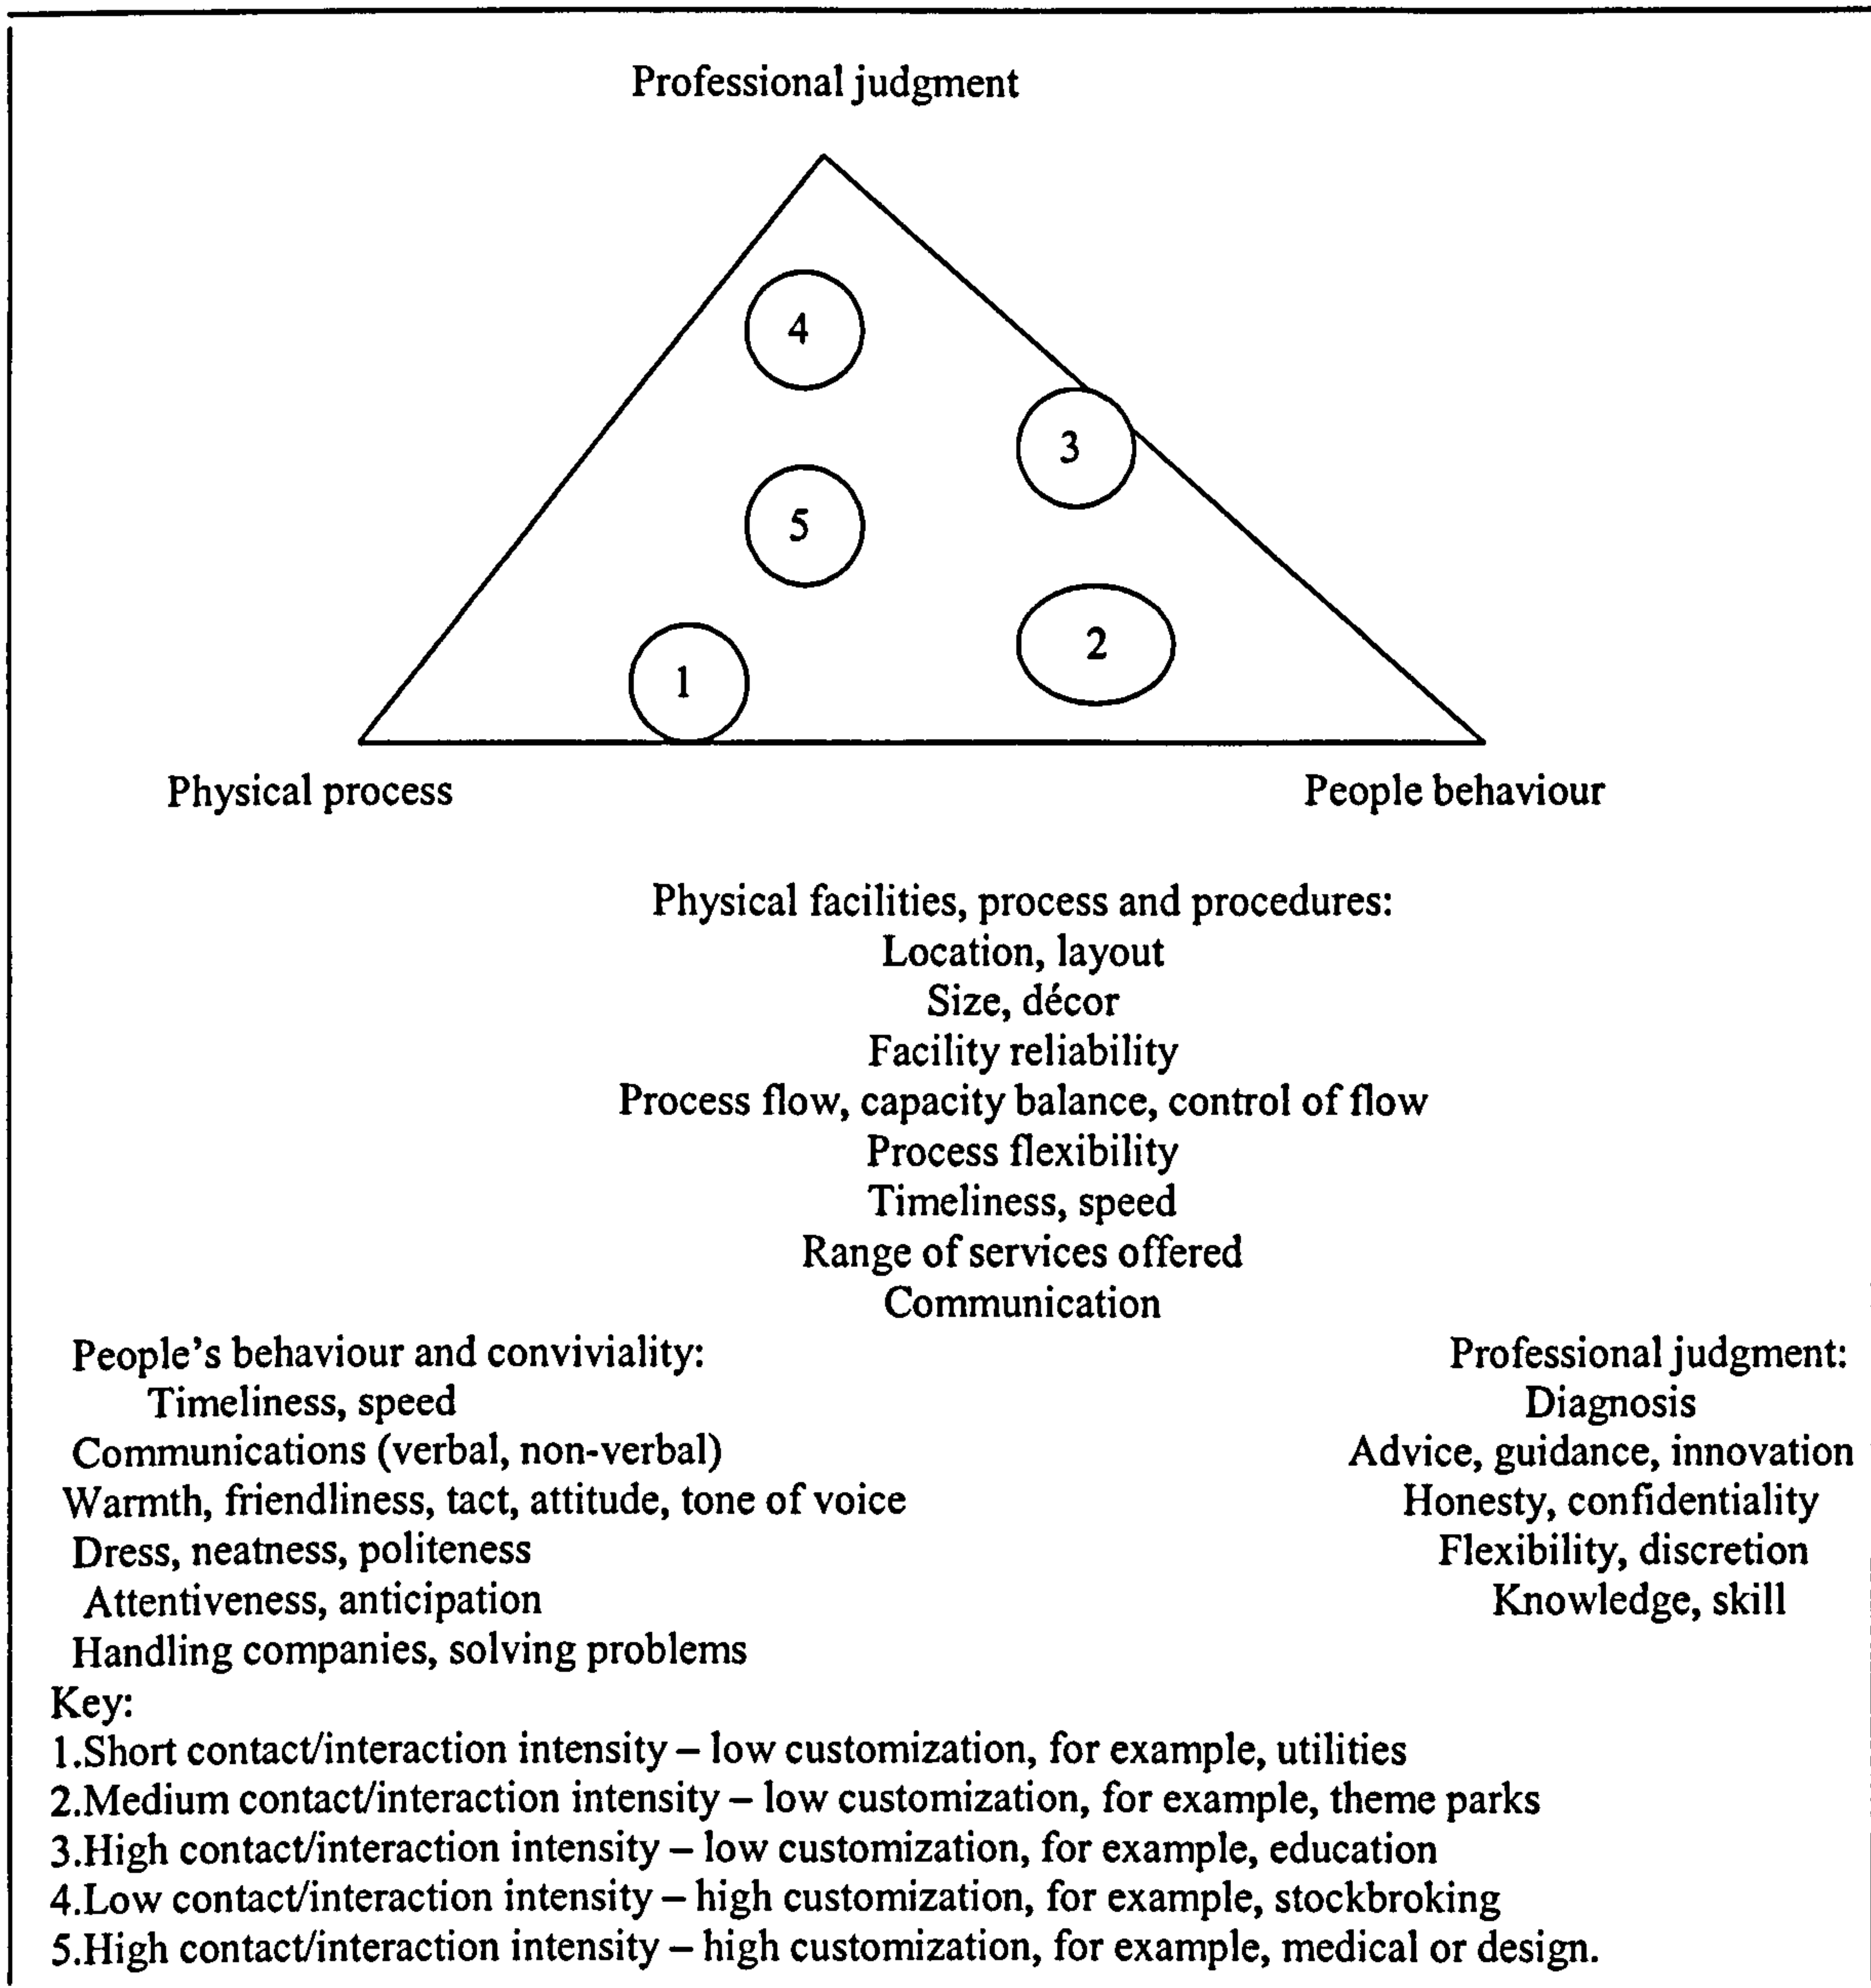 Professional judgment
4
3
5
2
1
Physical process
People behaviour
Physical facilities, process and procedures:
Location, layout
Size, décor
Facility reliability
Process flow, capacity balance, control of flow
Process flexibility
Timeliness, speed
Range of services offered
Communication
People's behaviour and conviviality:
Timeliness, speed
Communications (verbal, non-verbal)
Warmth, friendliness, tact, attitude, tone of voice
Dress, neatness, politeness
Attentiveness, anticipation
Handling companies, solving problems
Professional judgment:
Diagnosis
Advice, guidance, innovation
Honesty, confidentiality
Flexibility, discretion
Knowledge, skill
Key:
1.Short contact/interaction intensity – low customization, for example, utilities
2.Medium contact/interaction intensity – low customization, for example, theme parks
3.High contact/interaction intensity – low customization, for example, education
4.Low contact/interaction intensity – high customization, for example, stockbroking
5.High contact/interaction intensity – high customization, for example, medical or design.